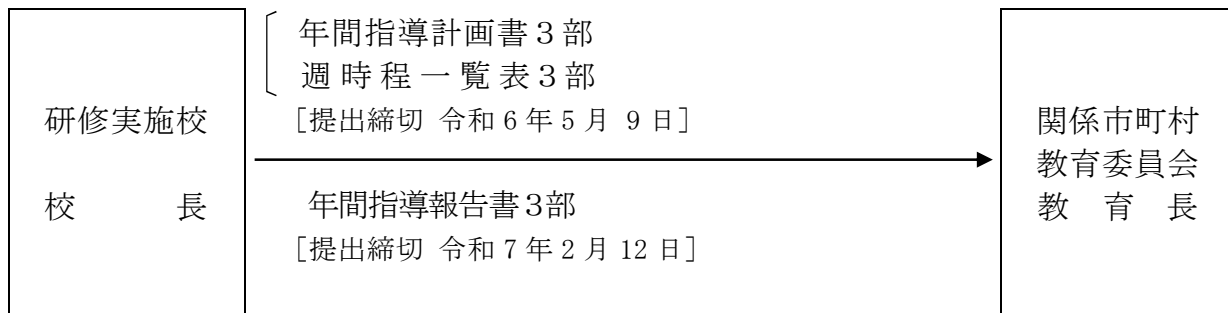 研修実施校
校長
年間指導計画書３部
週時程一覧表３部
［提出締切 令和6年5月 9日］
年間指導報告書３部
［提出締切 令和7年2月12日］
関係市町村
教育委員会
教育長